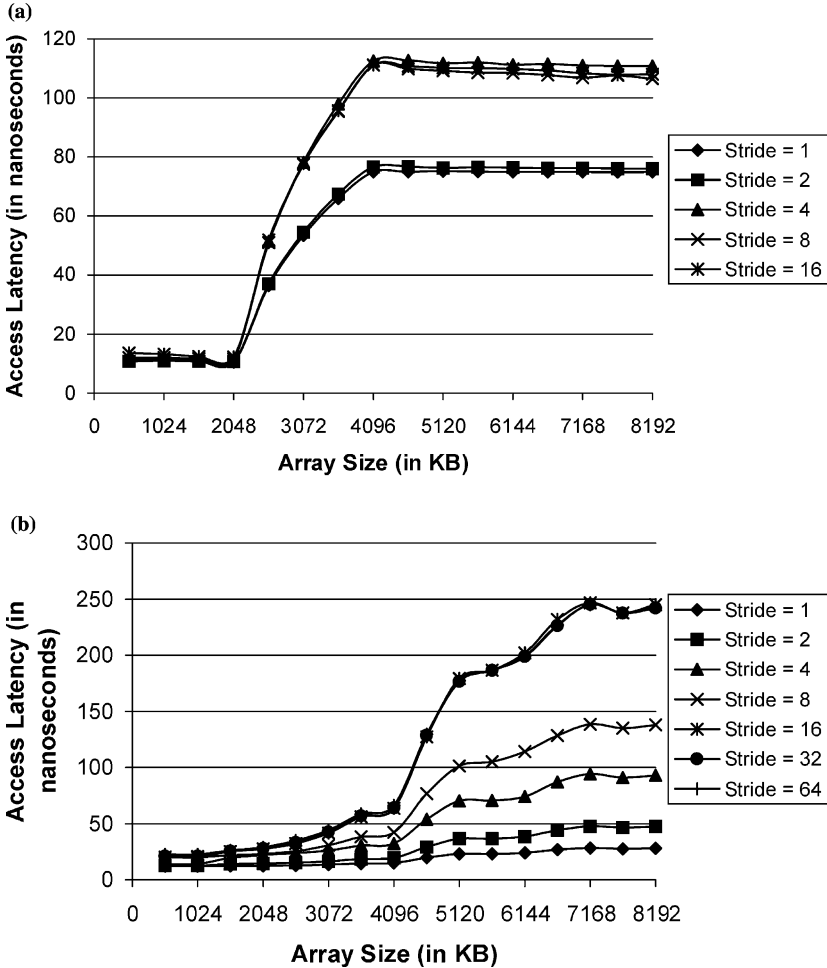 (a)
Access Latency (in nanoseconds)
120
100
80
60
40
20
0
0 1024 2048 3072 4096 5120 6144 7168 8192
Array Size (in KB)
Stride = 1
Stride = 2
Stride = 4
Stride = 8
Stride = 16
(b)
Access Latency (in
nanoseconds)
300
250
200
150
100
50
0
0 1024 2048 3072 4096 5120 6144 7168 8192
Array Size (in KB)
Stride = 1
Stride = 2
Stride = 4
Stride = 8
Stride = 16
Stride = 32
Stride = 64